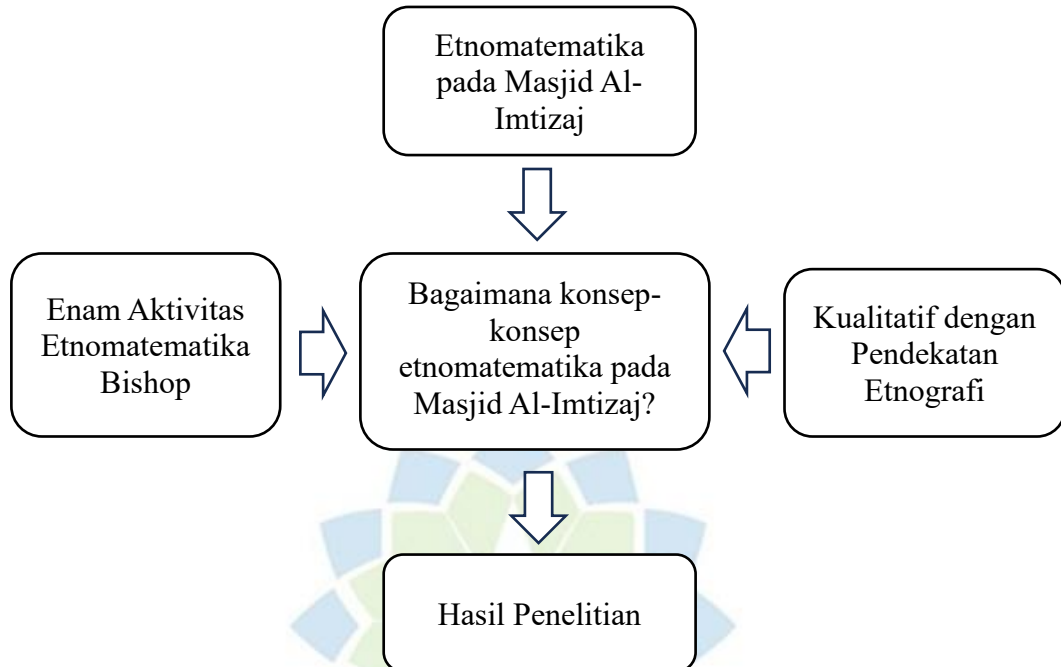 Etnomatematika
pada Masjid Al-
Imtizaj
Enam Aktivitas
Etnomatematika
Bishop
Bagaimana konsep-
konsep
etnomatematika pada
Masjid Al-Imtizaj?
Kualitatif dengan
Pendekatan
Etnografi
Hasil Penelitian